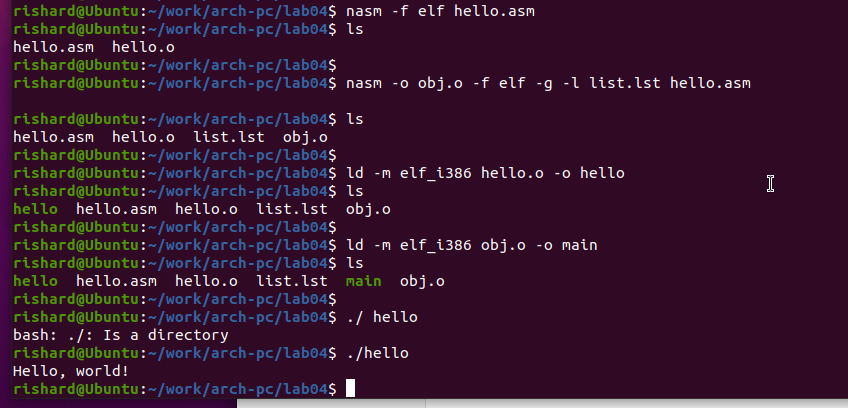 rishard@Ubuntu:~/work/arch-pc/lab04$ nasm -f elf hello.asm
rishard@Ubuntu:~/work/arch-pc/lab04$ ls
hello.asm  hello.o
rishard@Ubuntu:~/work/arch-pc/lab04$
rishard@Ubuntu:~/work/arch-pc/lab04$ nasm -o obj.o -f elf -g -l list.lst hello.asm
rishard@Ubuntu:~/work/arch-pc/lab04$ ls
hello.asm  hello.o  list.lst  obj.o
rishard@Ubuntu:~/work/arch-pc/lab04$
rishard@Ubuntu:~/work/arch-pc/lab04$ ld -m elf_i386 hello.o -o hello
rishard@Ubuntu:~/work/arch-pc/lab04$ ls
hello  hello.asm  hello.o  list.lst  obj.o
rishard@Ubuntu:~/work/arch-pc/lab04$
rishard@Ubuntu:~/work/arch-pc/lab04$ ld -m elf_i386 obj.o -o main
rishard@Ubuntu:~/work/arch-pc/lab04$ ls
hello  hello.asm  hello.o  list.lst  main  obj.o
rishard@Ubuntu:~/work/arch-pc/lab04$
rishard@Ubuntu:~/work/arch-pc/lab04$ ./ hello
bash: ./: Is a directory
rishard@Ubuntu:~/work/arch-pc/lab04$ ./hello
Hello, world!
rishard@Ubuntu:~/work/arch-pc/lab04$